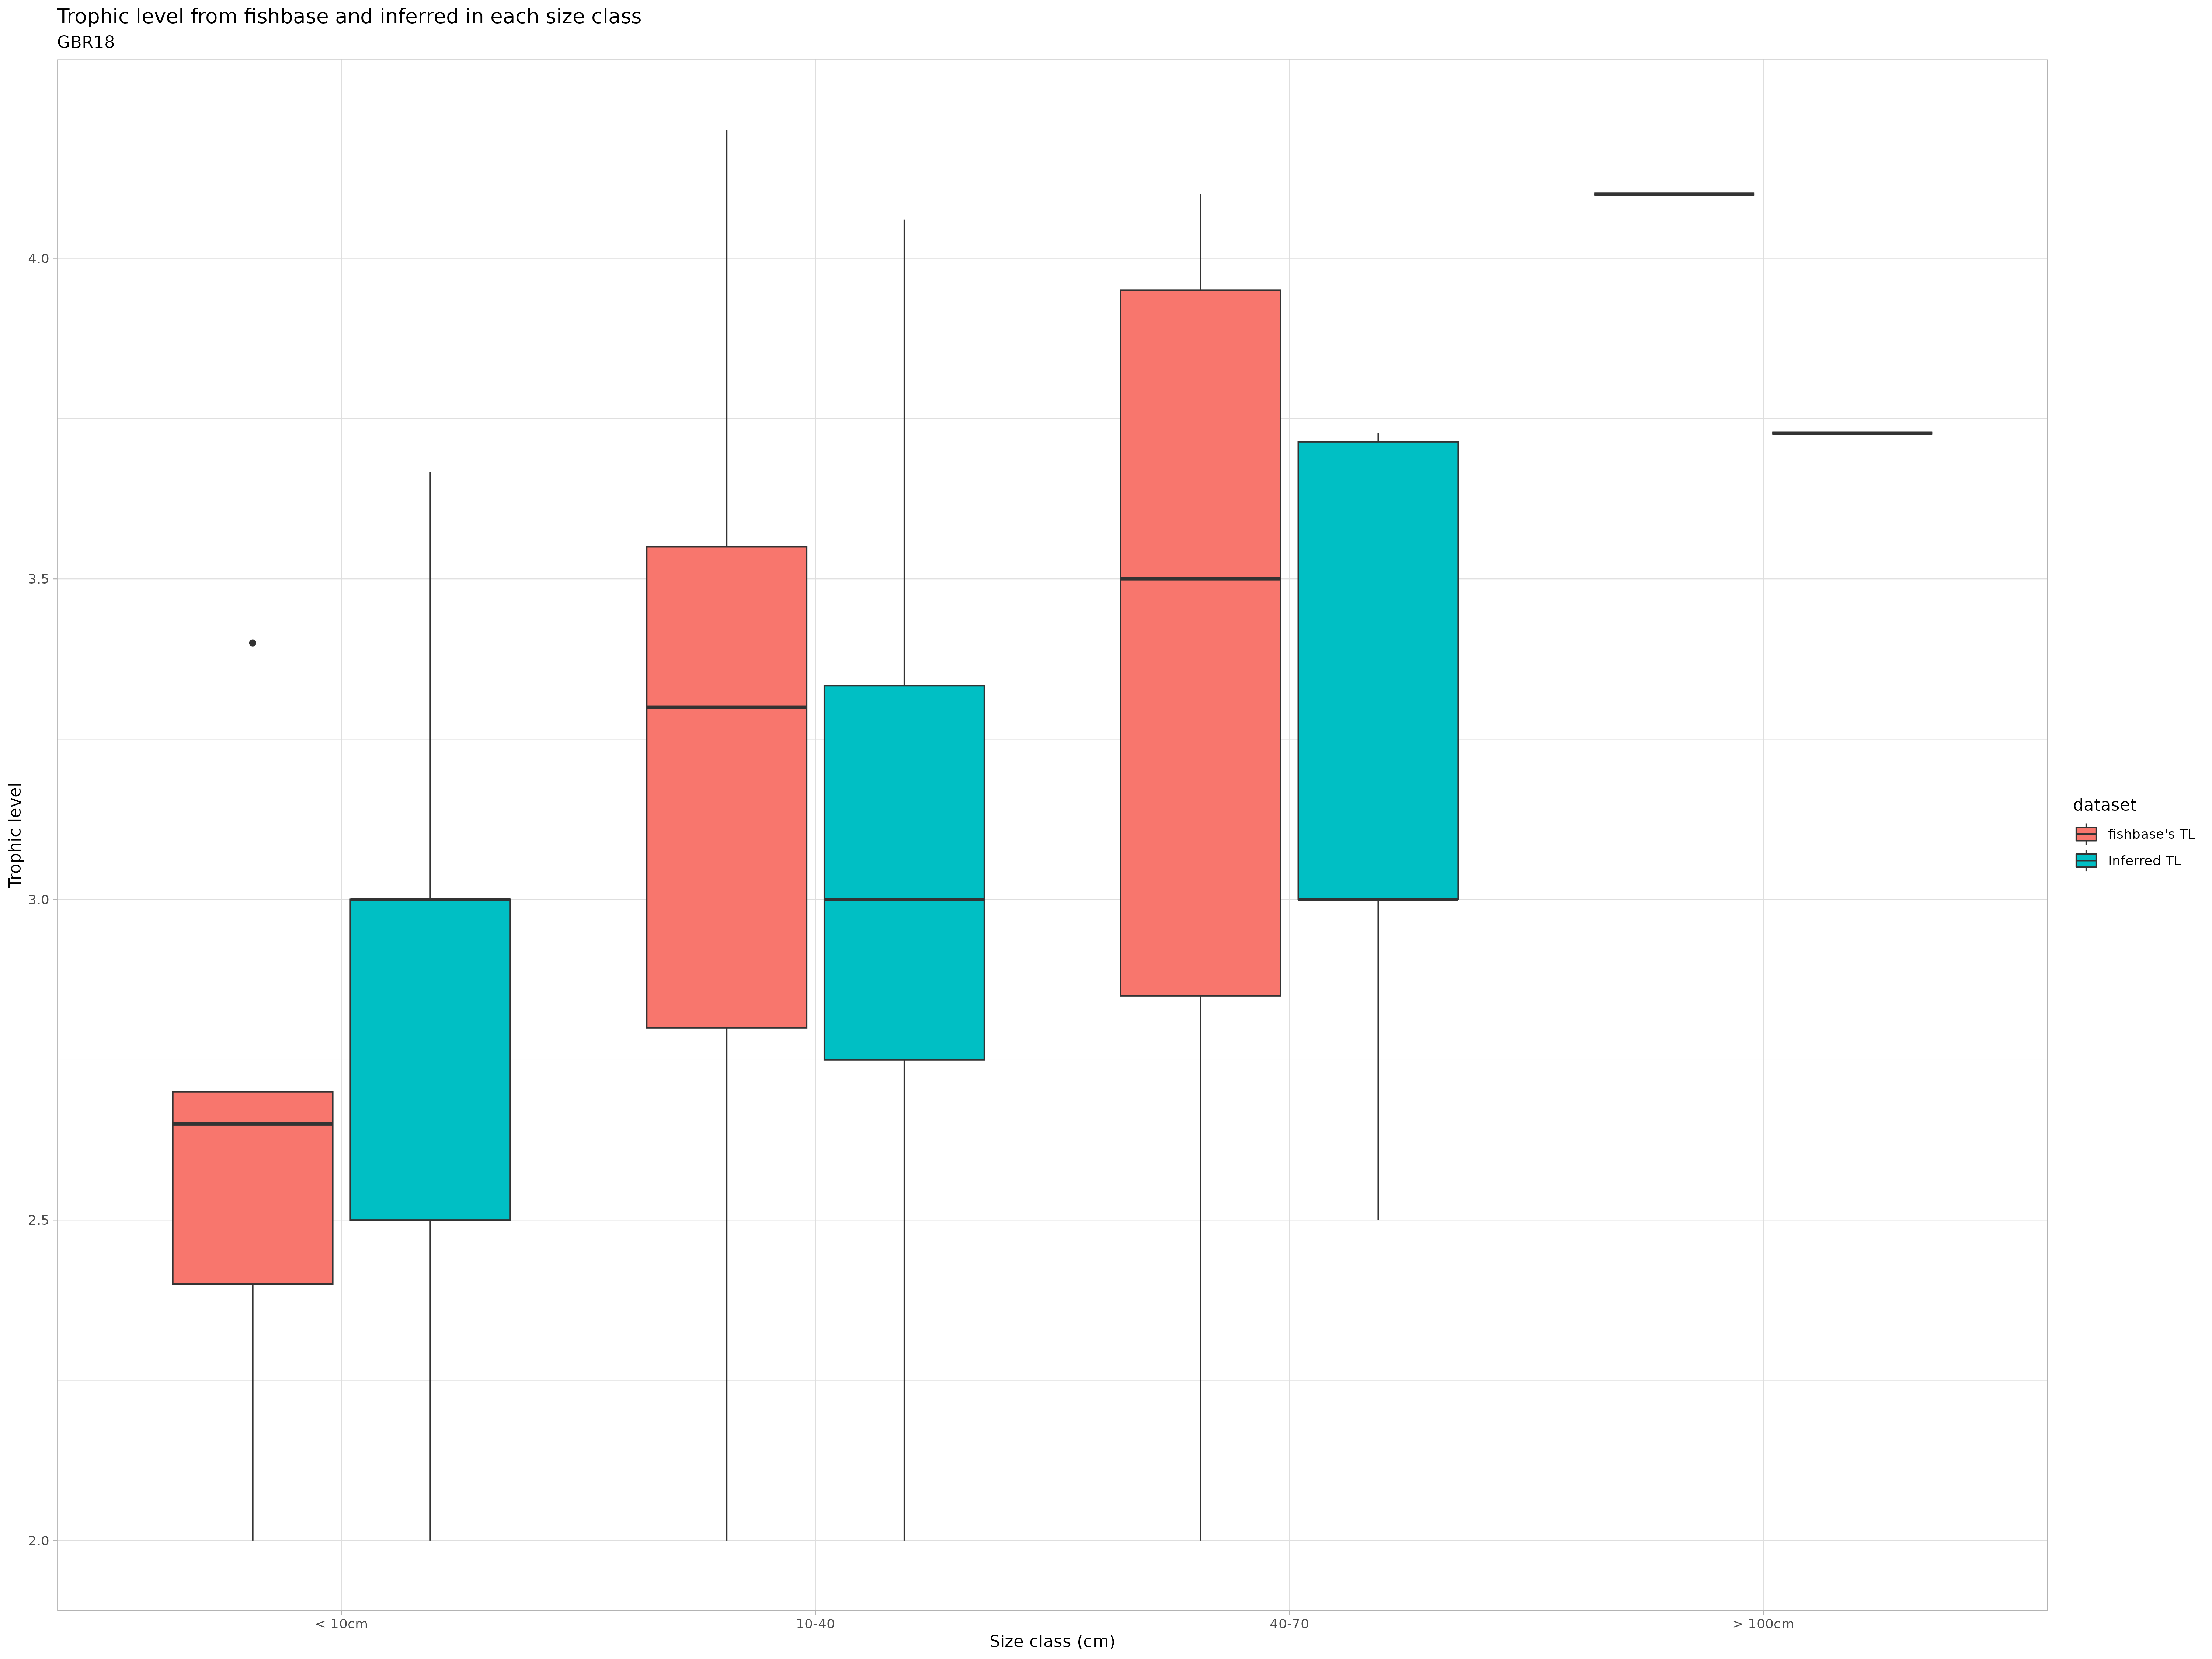 Trophic level from fishbase and inferred in each size class
GBR18
Trophic level
4.0
3.5
3.0
2.5
2.0
< 10cm
10-40
40-70
> 100cm
Size class (cm)
dataset
fishbase's TL
Inferred TL